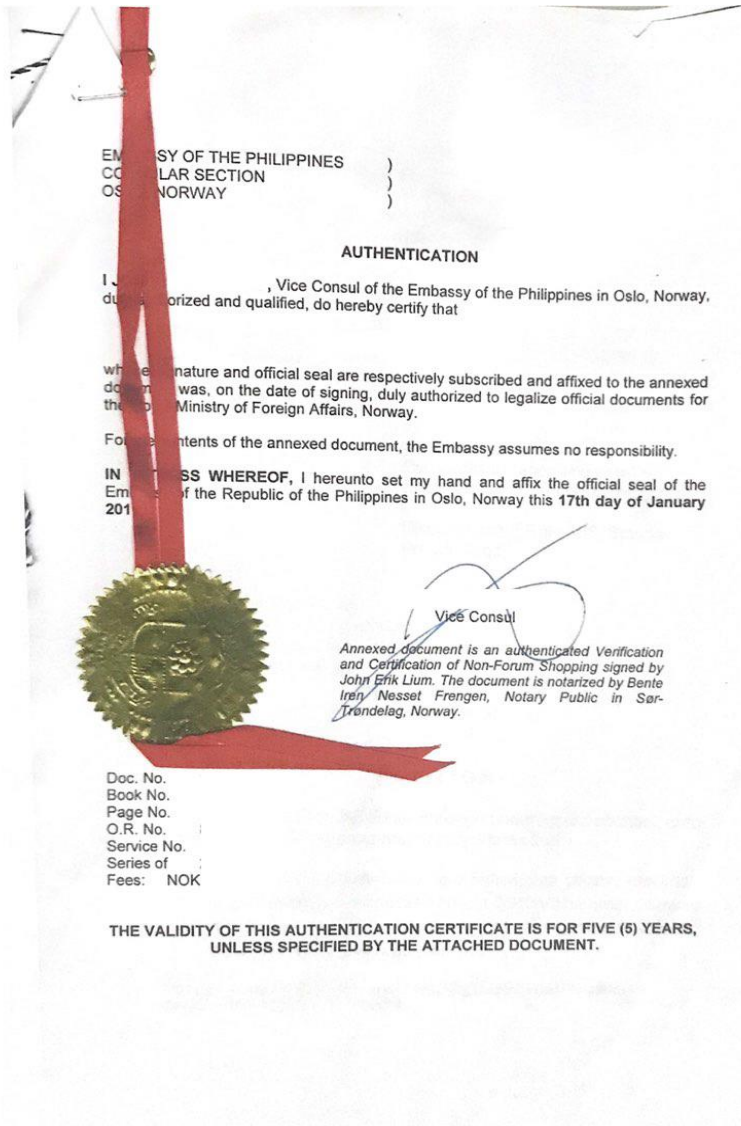 EM SY OF THE PHILIPPINES )
CO LAR SECTION )
OS NORWAY )
AUTHENTICATION
I J , Vice Consul of the Embassy of the Philippines in Oslo, Norway,
du orized and qualified, do hereby certify that
wh e nature and official seal are respectively subscribed and affixed to the annexed
do was, on the date of signing, duly authorized to legalize official documents for
the Ministry of Foreign Affairs, Norway.
Fo ntents of the annexed document, the Embassy assumes no responsibility.
IN SS WHEREOF, I hereunto set my hand and affix the official seal of the
Em of the Republic of the Philippines in Oslo, Norway this 17th day of January
201
Vice Consul
Annexed document is an authenticated Verification
and Certification of Non-Forum Shopping signed by
John Erik Lium. The document is notarized by Bente
Iren Nesset Frengen, Notary Public in Sør-
Trøndelag, Norway.
Doc. No.
Book No.
Page No.
O.R. No. :
Service No.
Series of :
Fees: NOK
THE VALIDITY OF THIS AUTHENTICATION CERTIFICATE IS FOR FIVE (5) YEARS,
UNLESS SPECIFIED BY THE ATTACHED DOCUMENT.